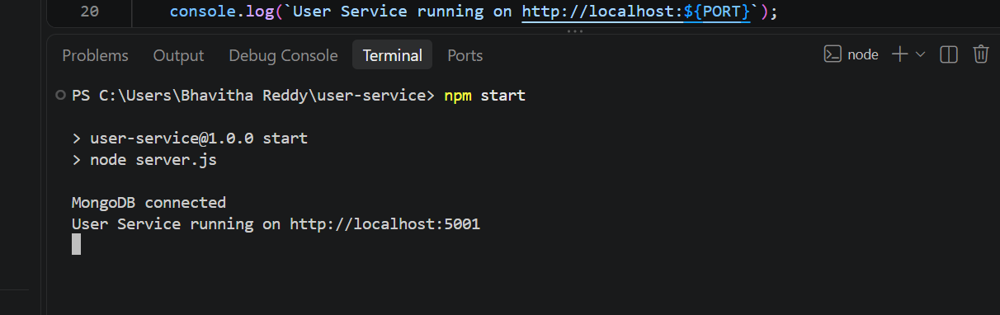 20 console.log(`User Service running on http://localhost:${PORT}`);
Problems Output Debug Console Terminal Ports node
PS C:\Users\Bhavitha Reddy\user-service> npm start
> user-service@1.0.0 start
> node server.js
MongoDB connected
User Service running on http://localhost:5001